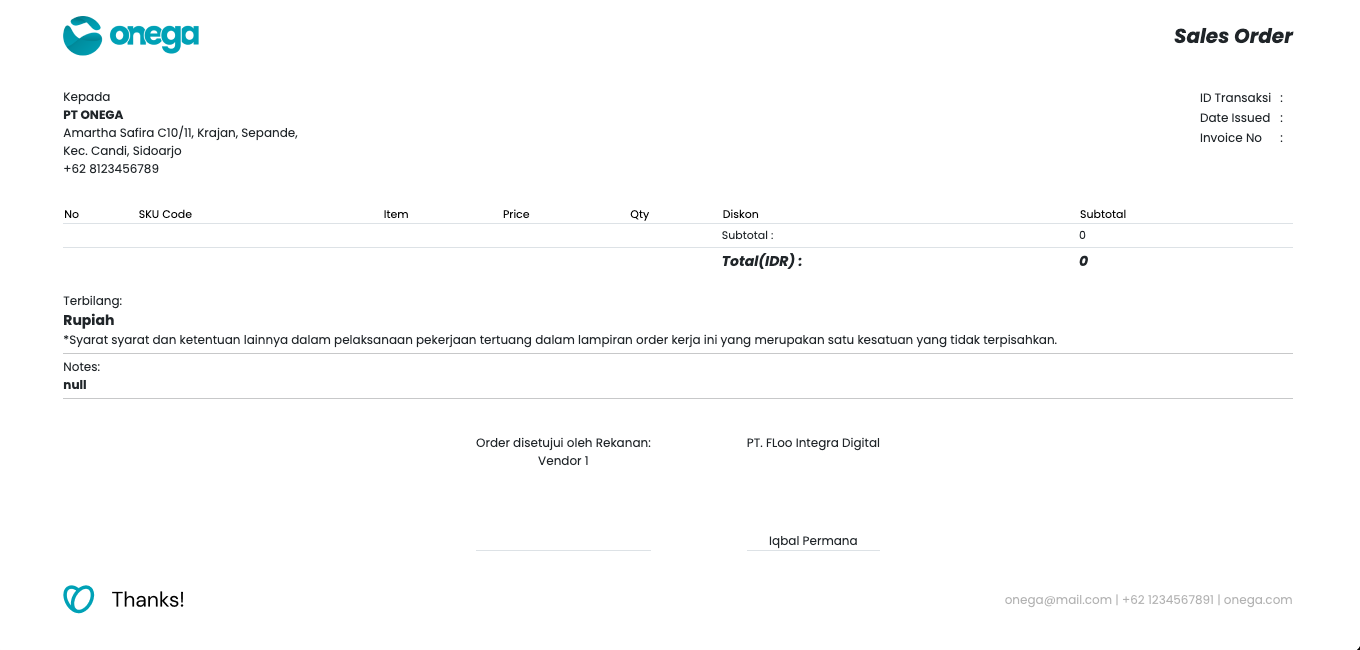 onega
Sales Order
Kepada
PT ONEGA
Amartha Safira C10/11, Krajan, Sepande,
Kec. Candi, Sidoarjo
+62 8123456789
ID Transaksi :
Date Issued :
Invoice No :
No SKU Code Item Price Qty Diskon Subtotal
Subtotal : 0
Total(IDR) : 0
Terbilang:
Rupiah
*Syarat syarat dan ketentuan lainnya dalam pelaksanaan pekerjaan tertuang dalam lampiran order kerja ini yang merupakan satu kesatuan yang tidak terpisahkan.
Notes:
null
Order disetujui oleh Rekanan:
Vendor 1
PT. FLoo Integra Digital
Iqbal Permana
Thanks!
onega@mail.com | +62 1234567891 | onega.com